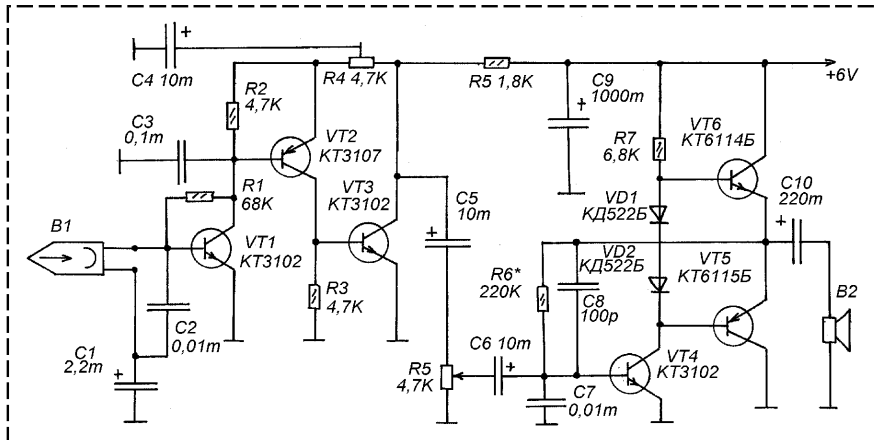 C4 10m
R4 4,7K
R5 1,8K
+6V
R2
4,7K
C9
1000m
C3
0,1m
VT2
КТ3107
R7
6,8K
VT6
КТ6114Б
R1
68K
VT3
КТ3102
C5
10m
VD1
КД522Б
C10
220m
B1
VT1
КТ3102
VD2
КД522Б
VT5
КТ6115Б
R3
4,7K
R6*
220K
C8
100p
B2
C2
0,01m
C1
2,2m
R5
4,7K
C6 10m
VT4
КТ3102
C7
0,01m
+
+
+
+
+
+